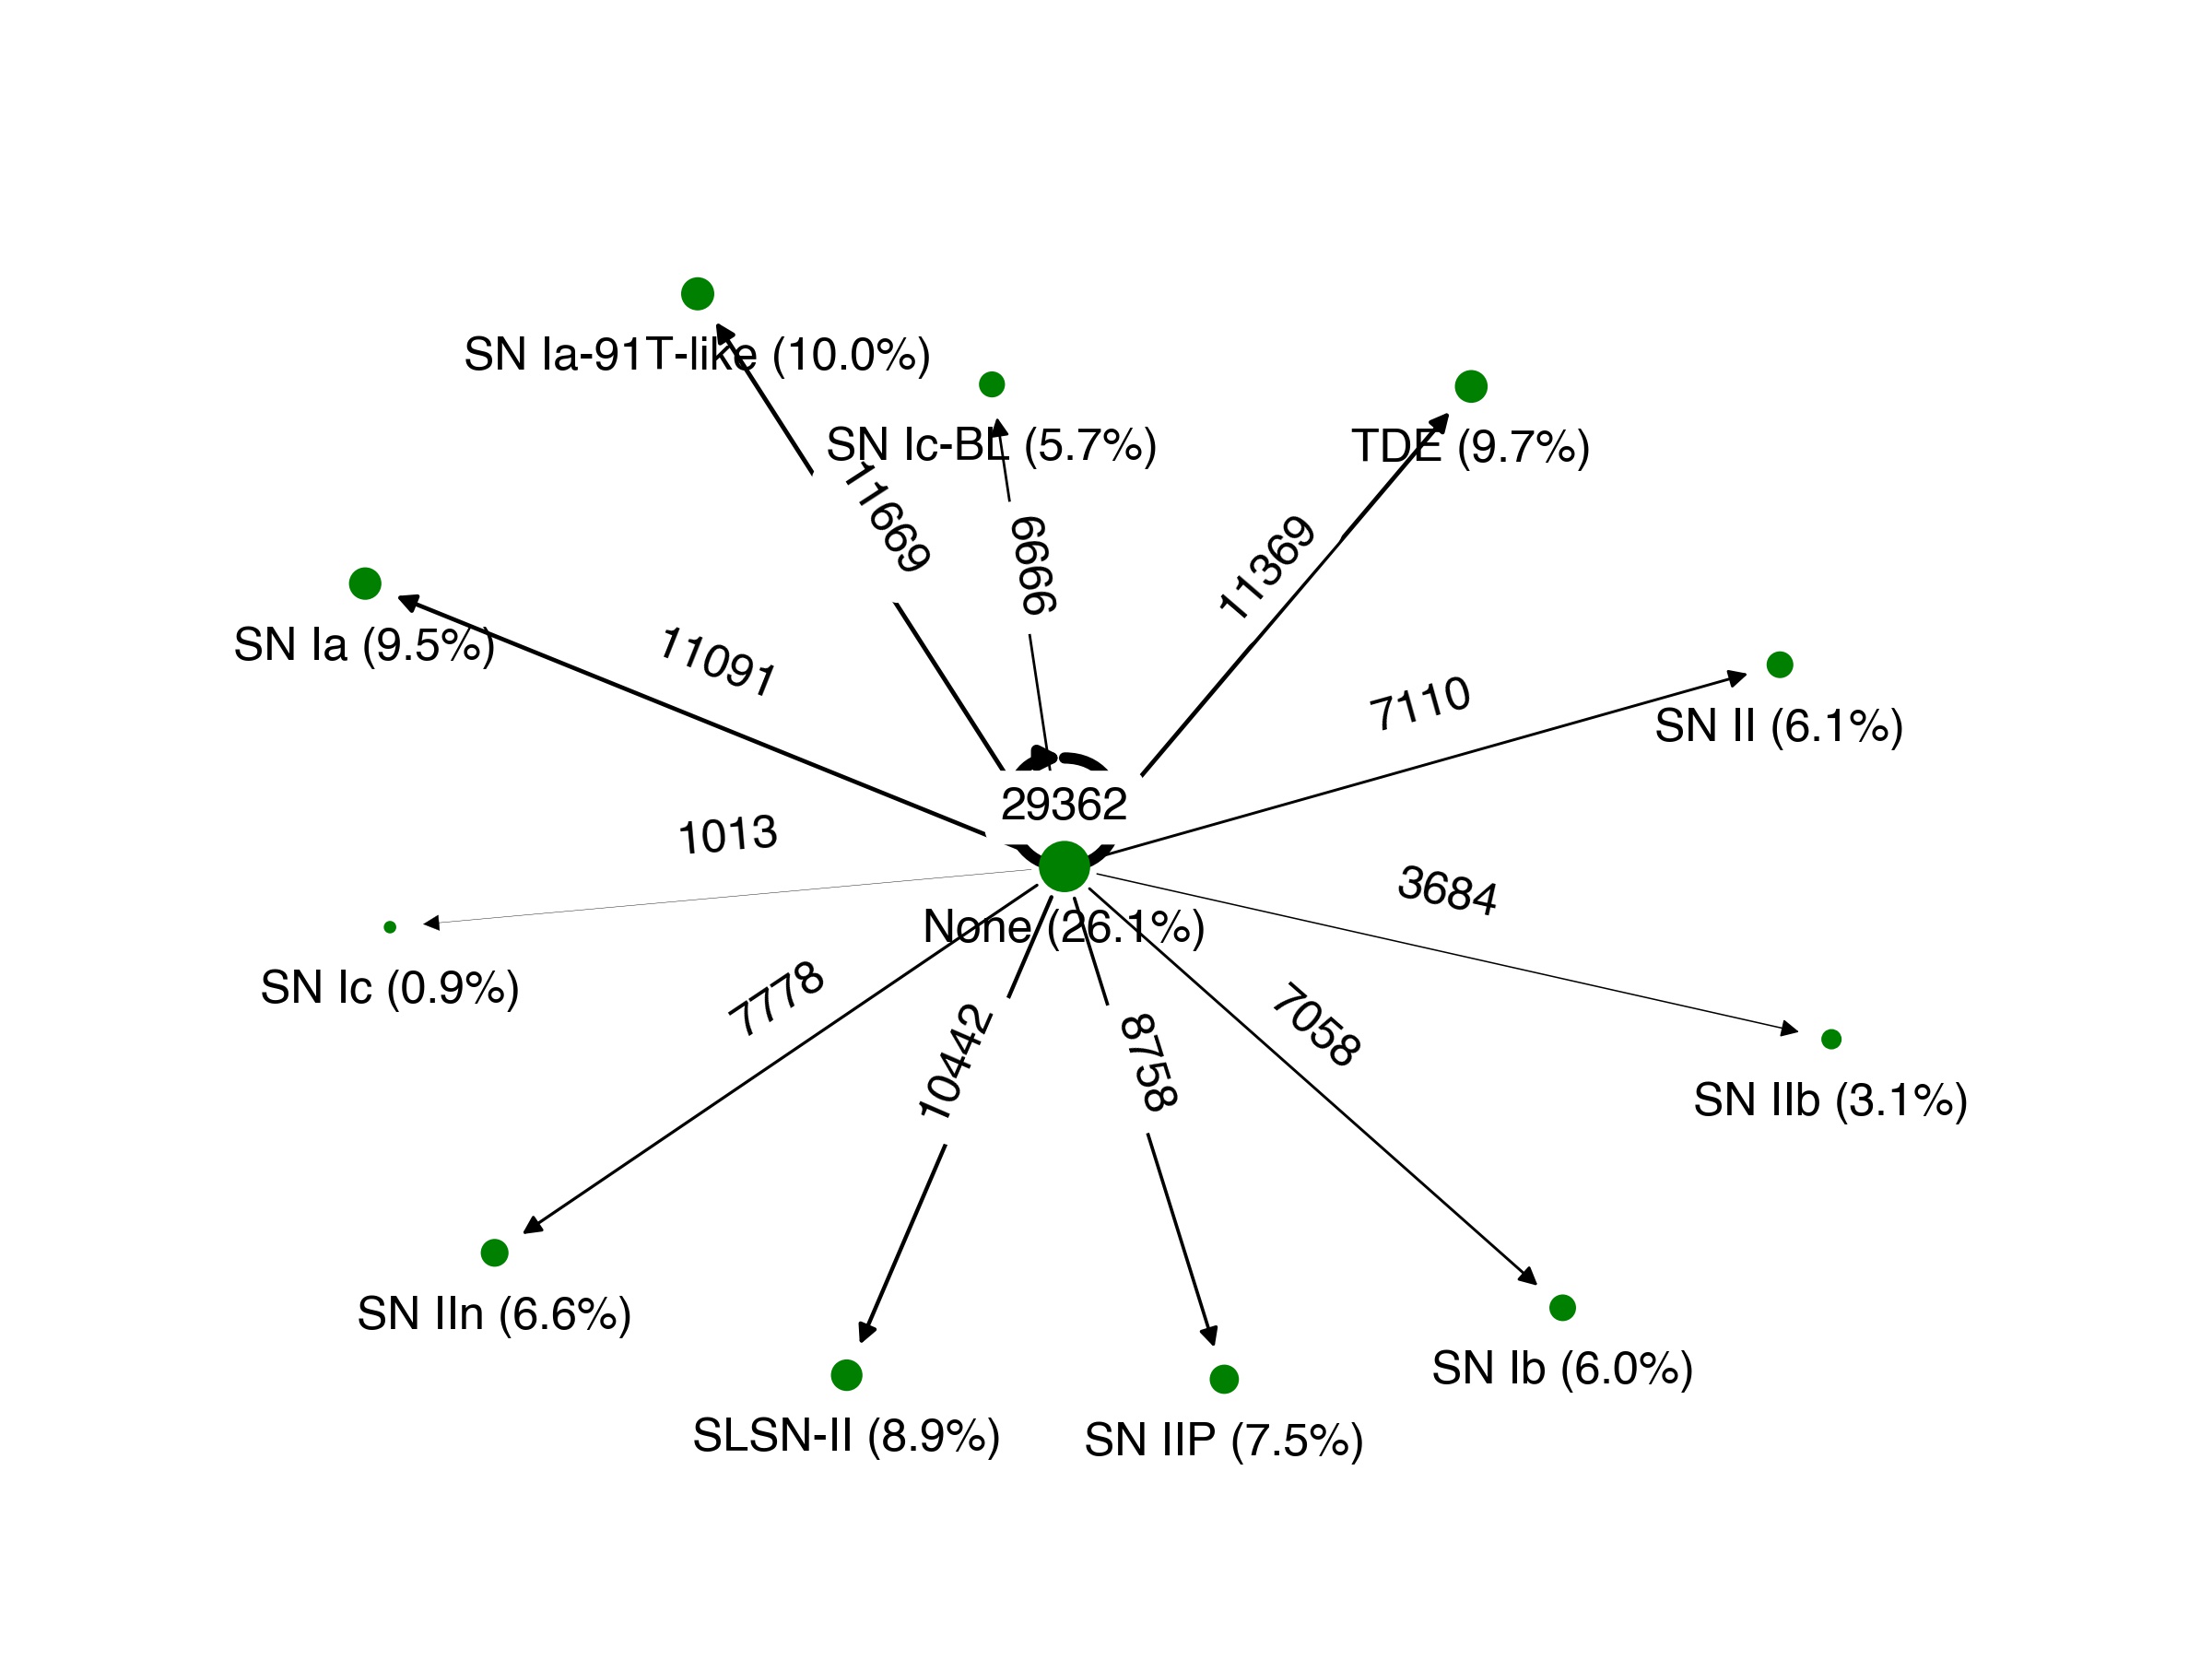 SN Ia-91T-like (10.0%)
SN Ic-BL (5.7%)
TDE (9.7%)
11669
6666
11369
SN Ia (9.5%)
11091
7110
SN II (6.1%)
29362
1013
3684
None (26.1%)
SN Ic (0.9%)
7778
10442
8758
7058
SN IIb (3.1%)
SN IIn (6.6%)
SN Ib (6.0%)
SLSN-II (8.9%)
SN IIP (7.5%)